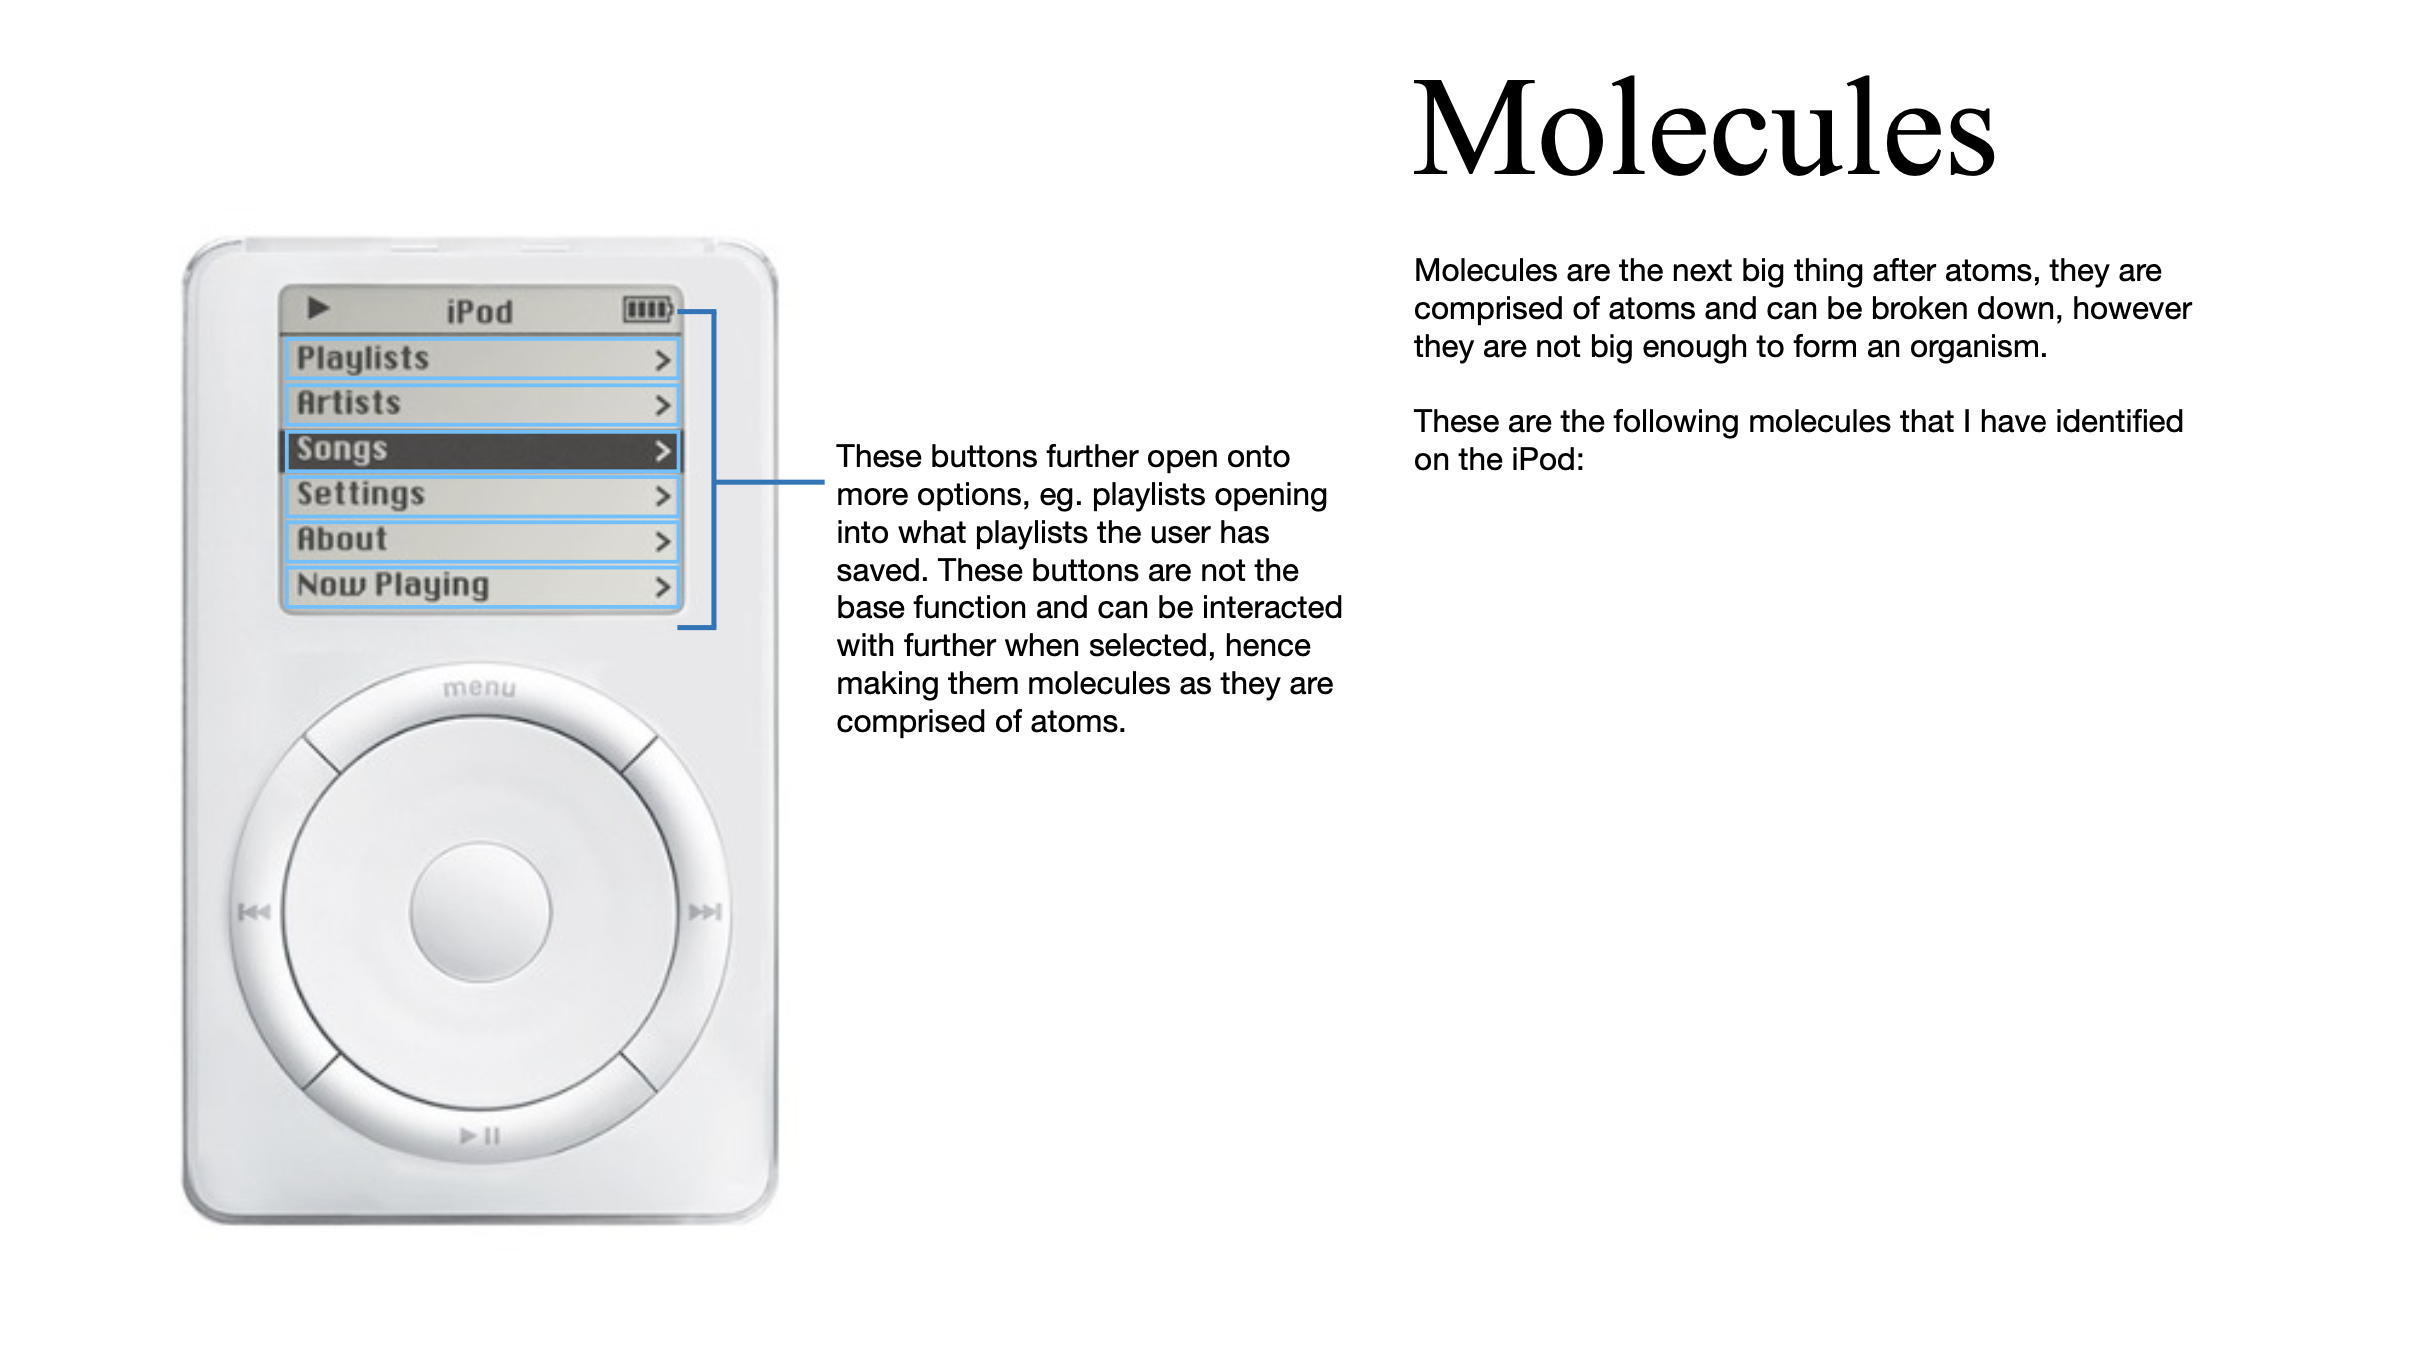 Molecules
Molecules are the next big thing after atoms, they are
comprised of atoms and can be broken down, however
they are not big enough to form an organism.
These are the following molecules that I have identified
on the iPod:
iPod
Playlists
Artists
Songs
Settings
About
Now Playing
menu
These buttons further open onto
more options, eg. playlists opening
into what playlists the user has
saved. These buttons are not the
base function and can be interacted
with further when selected, hence
making them molecules as they are
comprised of atoms.